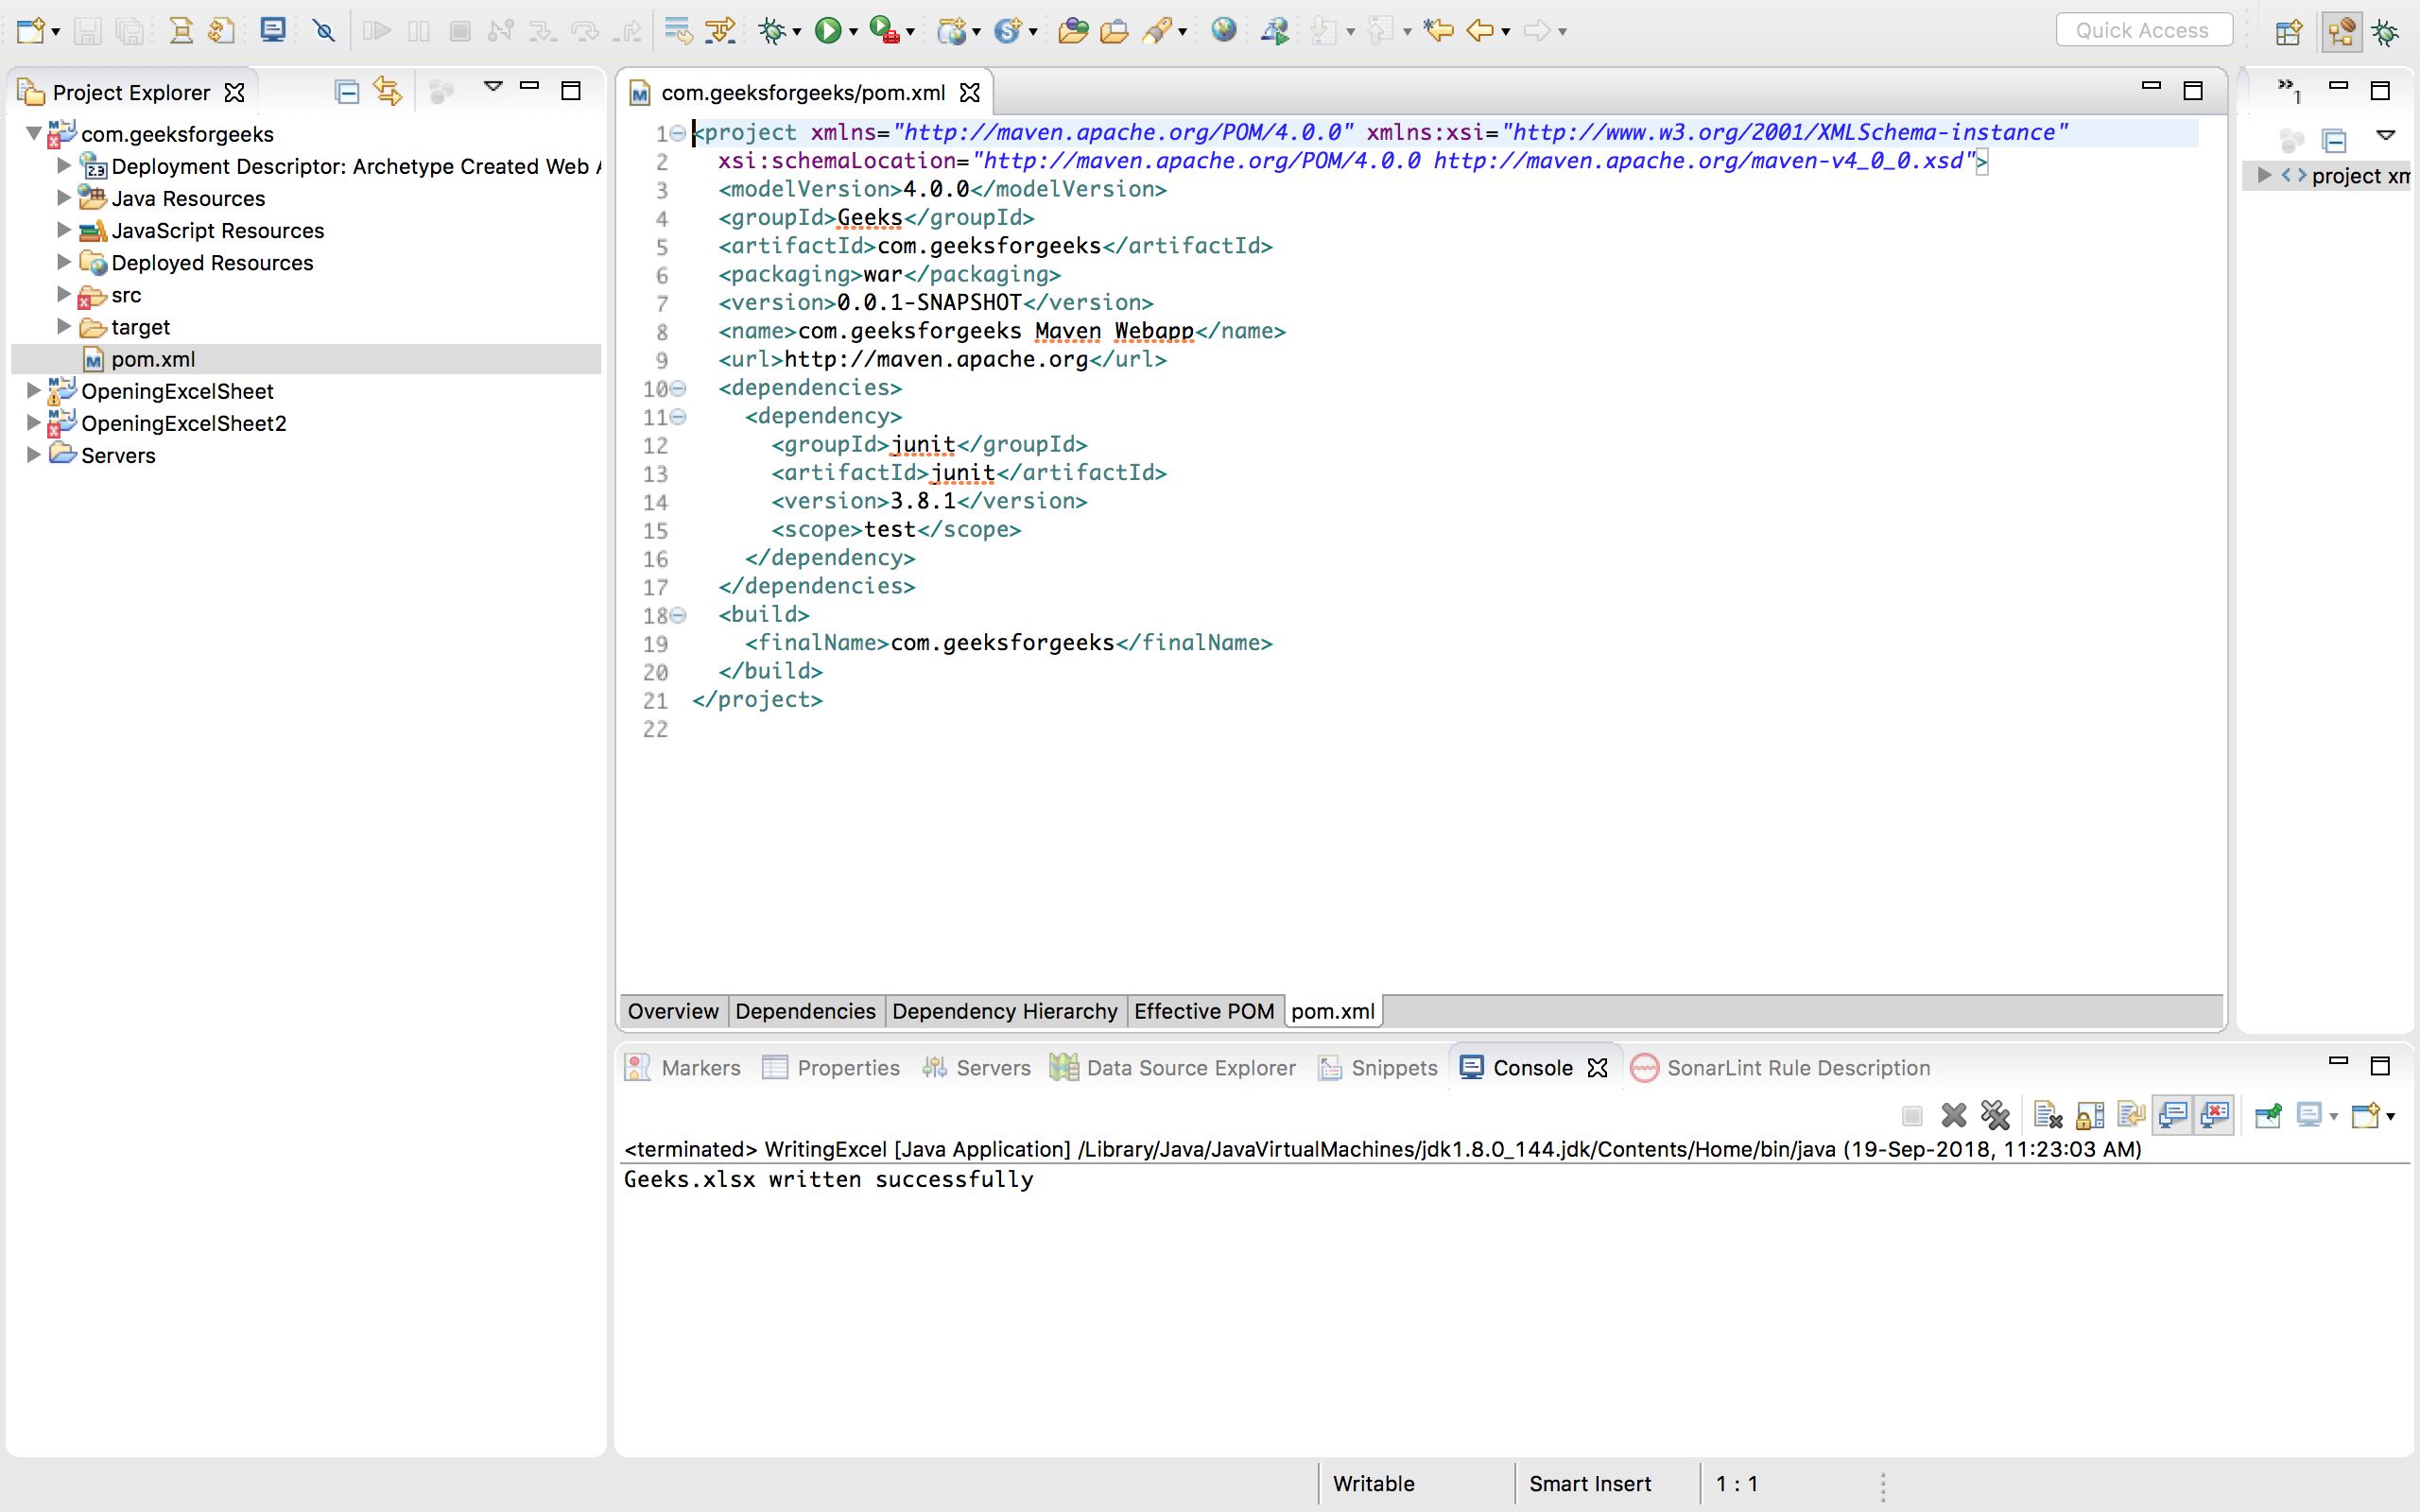 Quick Access
Project Explorer
com.geeksforgeeks
Deployment Descriptor: Archetype Created Web
Java Resources
JavaScript Resources
Deployed Resources
src
target
pom.xml
OpeningExcelSheet
OpeningExcelSheet2
Servers
com.geeksforgeeks/pom.xml
1 <project xmlns="http://maven.apache.org/POM/4.0.0" xmlns:xsi="http://www.w3.org/2001/XMLSchema-instance"
2 xsi:schemaLocation="http://maven.apache.org/POM/4.0.0 http://maven.apache.org/maven-v4_0_0.xsd">
3 <modelVersion>4.0.0</modelVersion>
4 <groupId>Geeks</groupId>
5 <artifactId>com.geeksforgeeks</artifactId>
6 <packaging>war</packaging>
7 <version>0.0.1-SNAPSHOT</version>
8 <name>com.geeksforgeeks Maven Webapp</name>
9 <url>http://maven.apache.org</url>
10 <dependencies>
11 <dependency>
12 <groupId>junit</groupId>
13 <artifactId>junit</artifactId>
14 <version>3.8.1</version>
15 <scope>test</scope>
16 </dependency>
17 </dependencies>
18 <build>
19 <finalName>com.geeksforgeeks</finalName>
20 </build>
21 </project>
22
Overview Dependencies Dependency Hierarchy Effective POM pom.xml
1
project xm
Markers Properties Servers Data Source Explorer Snippets Console SonarLint Rule Description
<terminated> WritingExcel [Java Application] /Library/Java/JavaVirtualMachines/jdk1.8.0_144.jdk/Contents/Home/bin/java (19-Sep-2018, 11:23:03 AM)
Geeks.xlsx written successfully
Writable Smart Insert 1 : 1